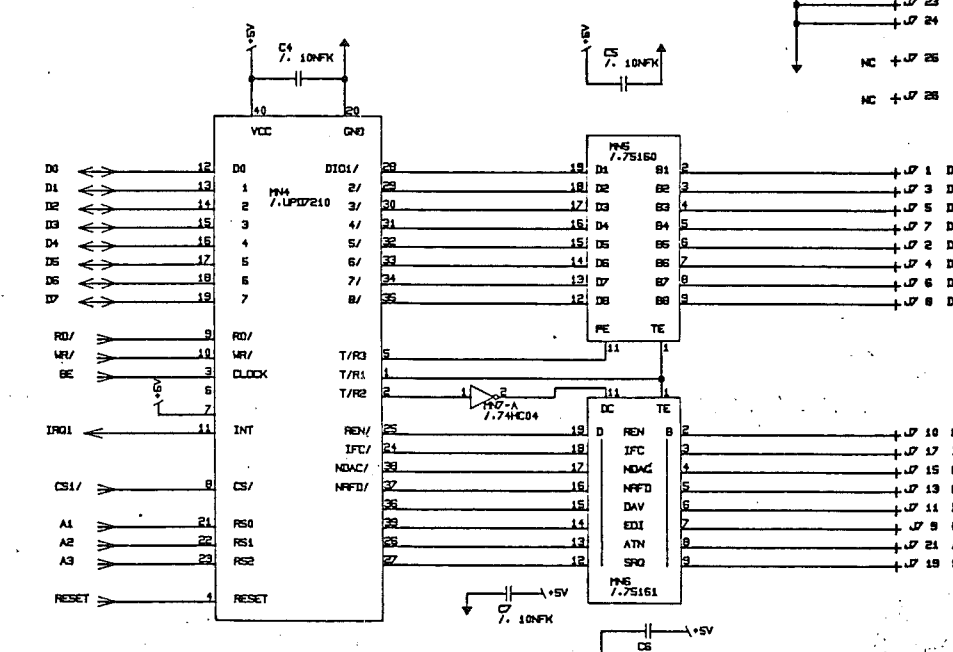 J7 23
J7 24
NC J7 25
NC J7 26
+5V
C4
/. 10NFK
+5V
C5
/. 10NFK
40 20
VCC GND
MN4
/.UPD7210
MN5
/.75160
D0 12 D0 DIO1/ 28 19 D1 B1 2 J7 1 D
D1 13 1 2/ 29 18 D2 B2 3 J7 3 D
D2 14 2 3/ 30 17 D3 B3 4 J7 5 D
D3 15 3 4/ 31 16 D4 B4 5 J7 7 D
D4 16 4 5/ 32 15 D5 B5 6 J7 2 D
D5 17 5 6/ 33 14 D6 B6 7 J7 4 D
D6 18 6 7/ 34 13 D7 B7 8 J7 6 D
D7 19 7 8/ 35 12 D8 B8 9 J7 8 D
PE TE
11 1
RD/ 9 RD/
WR/ 10 WR/ T/R3 5
BE 3 CLOCK T/R1 1
6 T/R2 2 1 2 11 1
+5V
7
MN7-A
/.74HC04
DC TE
D B
IRQ1 11 INT REN/ 25 19 REN 2 J7 10
IFC/ 24 18 IFC 3 J7 17
NDAC/ 38 17 NDAC 4 J7 15
CS1/ 8 CS/ NRFD/ 37 16 NRFD 5 J7 13
36 15 DAV 6 J7 11
A1 21 RS0 39 14 EOI 7 J7 9
A2 22 RS1 26 13 ATN 8 J7 21
A3 23 RS2 27 12 SRQ 9 J7 19
MN6
/.75161
RESET 4 RESET
+5V
C7
/. 10NFK
+5V
C6